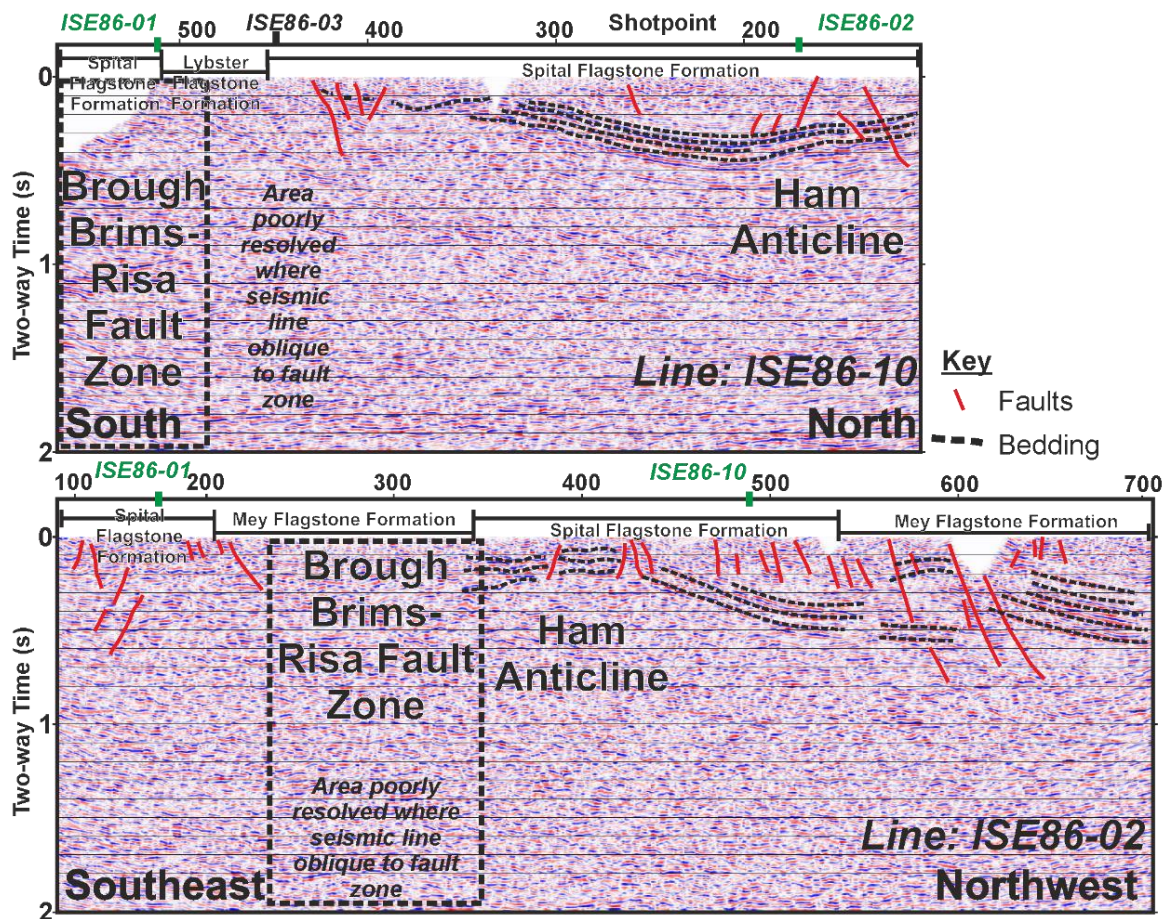 ISE86-01 ISE86-03 Shotpoint ISE86-02
500 400 300 200
Spital Flagstone Formation
Lybster Flagstone Formation
Spital Flagstone Formation
0
1
2
Two-way Time (s)
Brough
Brims-
Risa
Fault
Zone
South
Area
poorly
resolved
where
seismic
line
oblique
to fault
zone
Ham
Anticline
Line: ISE86-10
North
Key
Faults
Bedding
ISE86-01 ISE86-10
100 200 300 400 500 600 700
Spital
Flagstone
Formation
Mey Flagstone Formation
Spital Flagstone Formation
Mey Flagstone Formation
0
1
2
Two-way Time (s)
Brough
Brims-
Risa Fault
Zone
Area poorly
resolved where
seismic line
oblique to fault
zone
Ham
Anticline
Line: ISE86-02
Southeast
Northwest